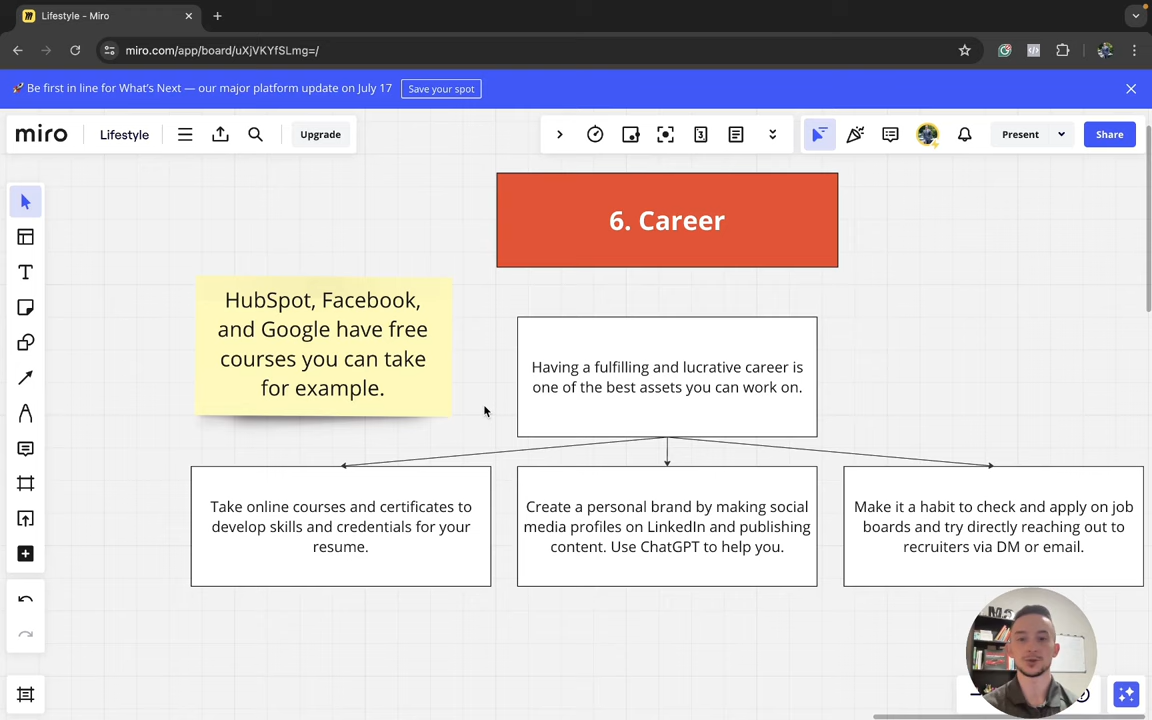 Lifestyle - Miro
miro.com/app/board/uXjVKYfSLmg=/
🚀 Be first in line for What's Next — our major platform update on July 17
Save your spot
miro
Lifestyle
Upgrade
3
Present
Share
6. Career
HubSpot, Facebook,
and Google have free
courses you can take
for example.
Having a fulfilling and lucrative career is
one of the best assets you can work on.
Take online courses and certificates to
develop skills and credentials for your
resume.
Create a personal brand by making social
media profiles on LinkedIn and publishing
content. Use ChatGPT to help you.
Make it a habit to check and apply on job
boards and try directly reaching out to
recruiters via DM or email.